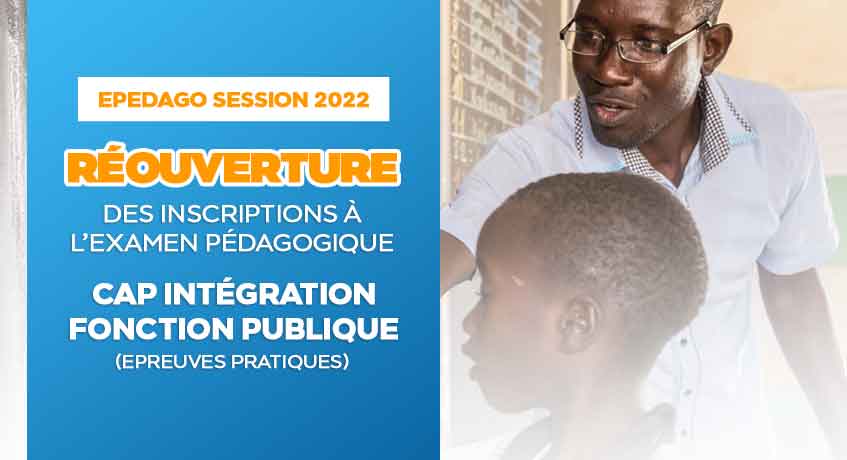 EPEDAGO SESSION 2022
RÉOUVERTURE
DES INSCRIPTIONS À
L'EXAMEN PÉDAGOGIQUE
CAP INTÉGRATION
FONCTION PUBLIQUE
(EPREUVES PRATIQUES)